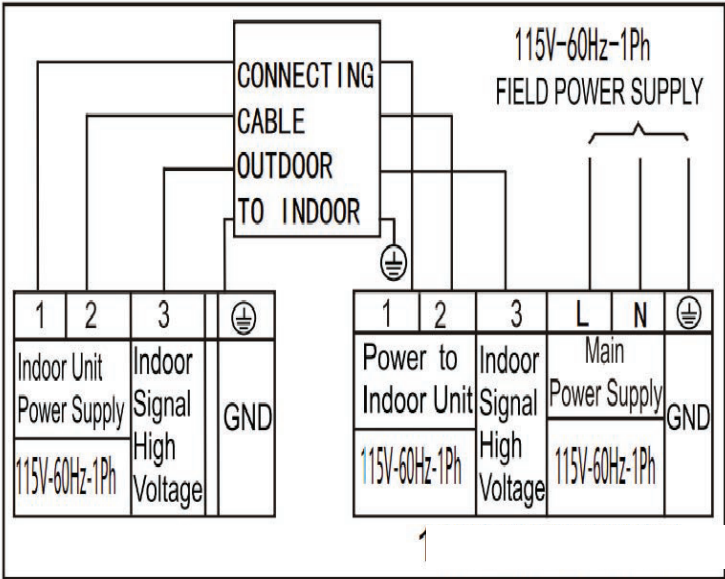 115V-60Hz-1Ph
FIELD POWER SUPPLY
CONNECTING
CABLE
OUTDOOR
TO INDOOR
1 2 3
Indoor Unit
Power Supply
115V-60Hz-1Ph
Indoor
Signal
High
Voltage
GND
1 2 3 L N
Power to
Indoor Unit
115V-60Hz-1Ph
Indoor
Signal
High
Voltage
Main
Power Supply
115V-60Hz-1Ph
GND
1